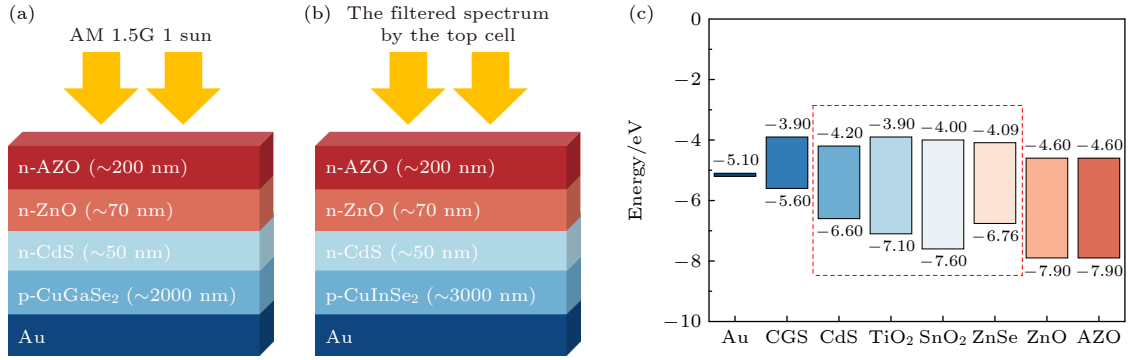 (a)
AM 1.5G 1 sun
n-AZO (~200 nm)
n-ZnO (~70 nm)
n-CdS (~50 nm)
p-CuGaSe₂ (~2000 nm)
Au
(b)
The filtered spectrum
by the top cell
n-AZO (~200 nm)
n-ZnO (~70 nm)
n-CdS (~50 nm)
p-CuInSe₂ (~3000 nm)
Au
(c)
Energy/eV
0
−2
−4
−6
−8
−10
−5.10
−3.90
−5.60
−4.20
−6.60
−3.90
−7.10
−4.00
−7.60
−4.09
−6.76
−4.60
−7.90
−4.60
−7.90
Au CGS CdS TiO₂ SnO₂ ZnSe ZnO AZO